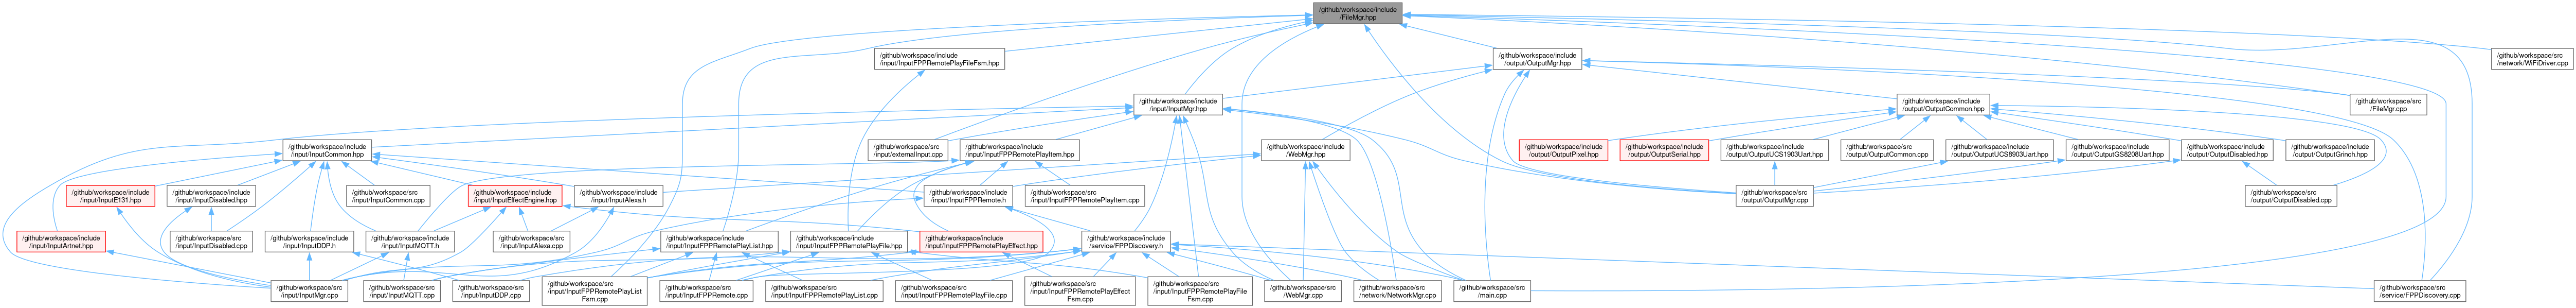 /github/workspace/include
/FileMgr.hpp
/github/workspace/include
/input/InputFPPRemotePlayFileFsm.hpp
/github/workspace/include
/output/OutputMgr.hpp
/github/workspace/src
/network/WiFiDriver.cpp
/github/workspace/include
/input/InputMgr.hpp
/github/workspace/include
/output/OutputCommon.hpp
/github/workspace/src
/FileMgr.cpp
/github/workspace/include
/input/InputCommon.hpp
/github/workspace/src
/input/externalInput.cpp
/github/workspace/include
/input/InputFPPRemotePlayItem.hpp
/github/workspace/include
/WebMgr.hpp
/github/workspace/include
/output/OutputPixel.hpp
/github/workspace/include
/output/OutputSerial.hpp
/github/workspace/include
/output/OutputUCS1903Uart.hpp
/github/workspace/src
/output/OutputCommon.cpp
/github/workspace/include
/output/OutputUCS8903Uart.hpp
/github/workspace/include
/output/OutputGS8208Uart.hpp
/github/workspace/include
/output/OutputDisabled.hpp
/github/workspace/include
/output/OutputGrinch.hpp
/github/workspace/include
/input/InputE131.hpp
/github/workspace/include
/input/InputDisabled.hpp
/github/workspace/src
/input/InputCommon.cpp
/github/workspace/include
/input/InputEffectEngine.hpp
/github/workspace/include
/input/InputAlexa.h
/github/workspace/include
/input/InputFPPRemote.h
/github/workspace/src
/input/InputFPPRemotePlayItem.cpp
/github/workspace/src
/output/OutputMgr.cpp
/github/workspace/src
/output/OutputDisabled.cpp
/github/workspace/include
/input/InputArtnet.hpp
/github/workspace/src
/input/InputDisabled.cpp
/github/workspace/include
/input/InputDDP.h
/github/workspace/include
/input/InputMQTT.h
/github/workspace/src
/input/InputAlexa.cpp
/github/workspace/include
/input/InputFPPRemotePlayList.hpp
/github/workspace/include
/input/InputFPPRemotePlayFile.hpp
/github/workspace/include
/input/InputFPPRemotePlayEffect.hpp
/github/workspace/include
/service/FPPDiscovery.h
/github/workspace/src
/input/InputMgr.cpp
/github/workspace/src
/input/InputMQTT.cpp
/github/workspace/src
/input/InputDDP.cpp
/github/workspace/src
/input/InputFPPRemotePlayList
Fsm.cpp
/github/workspace/src
/input/InputFPPRemote.cpp
/github/workspace/src
/input/InputFPPRemotePlayList.cpp
/github/workspace/src
/input/InputFPPRemotePlayFile.cpp
/github/workspace/src
/input/InputFPPRemotePlayEffect
Fsm.cpp
/github/workspace/src
/input/InputFPPRemotePlayFile
Fsm.cpp
/github/workspace/src
/WebMgr.cpp
/github/workspace/src
/network/NetworkMgr.cpp
/github/workspace/src
/main.cpp
/github/workspace/src
/service/FPPDiscovery.cpp